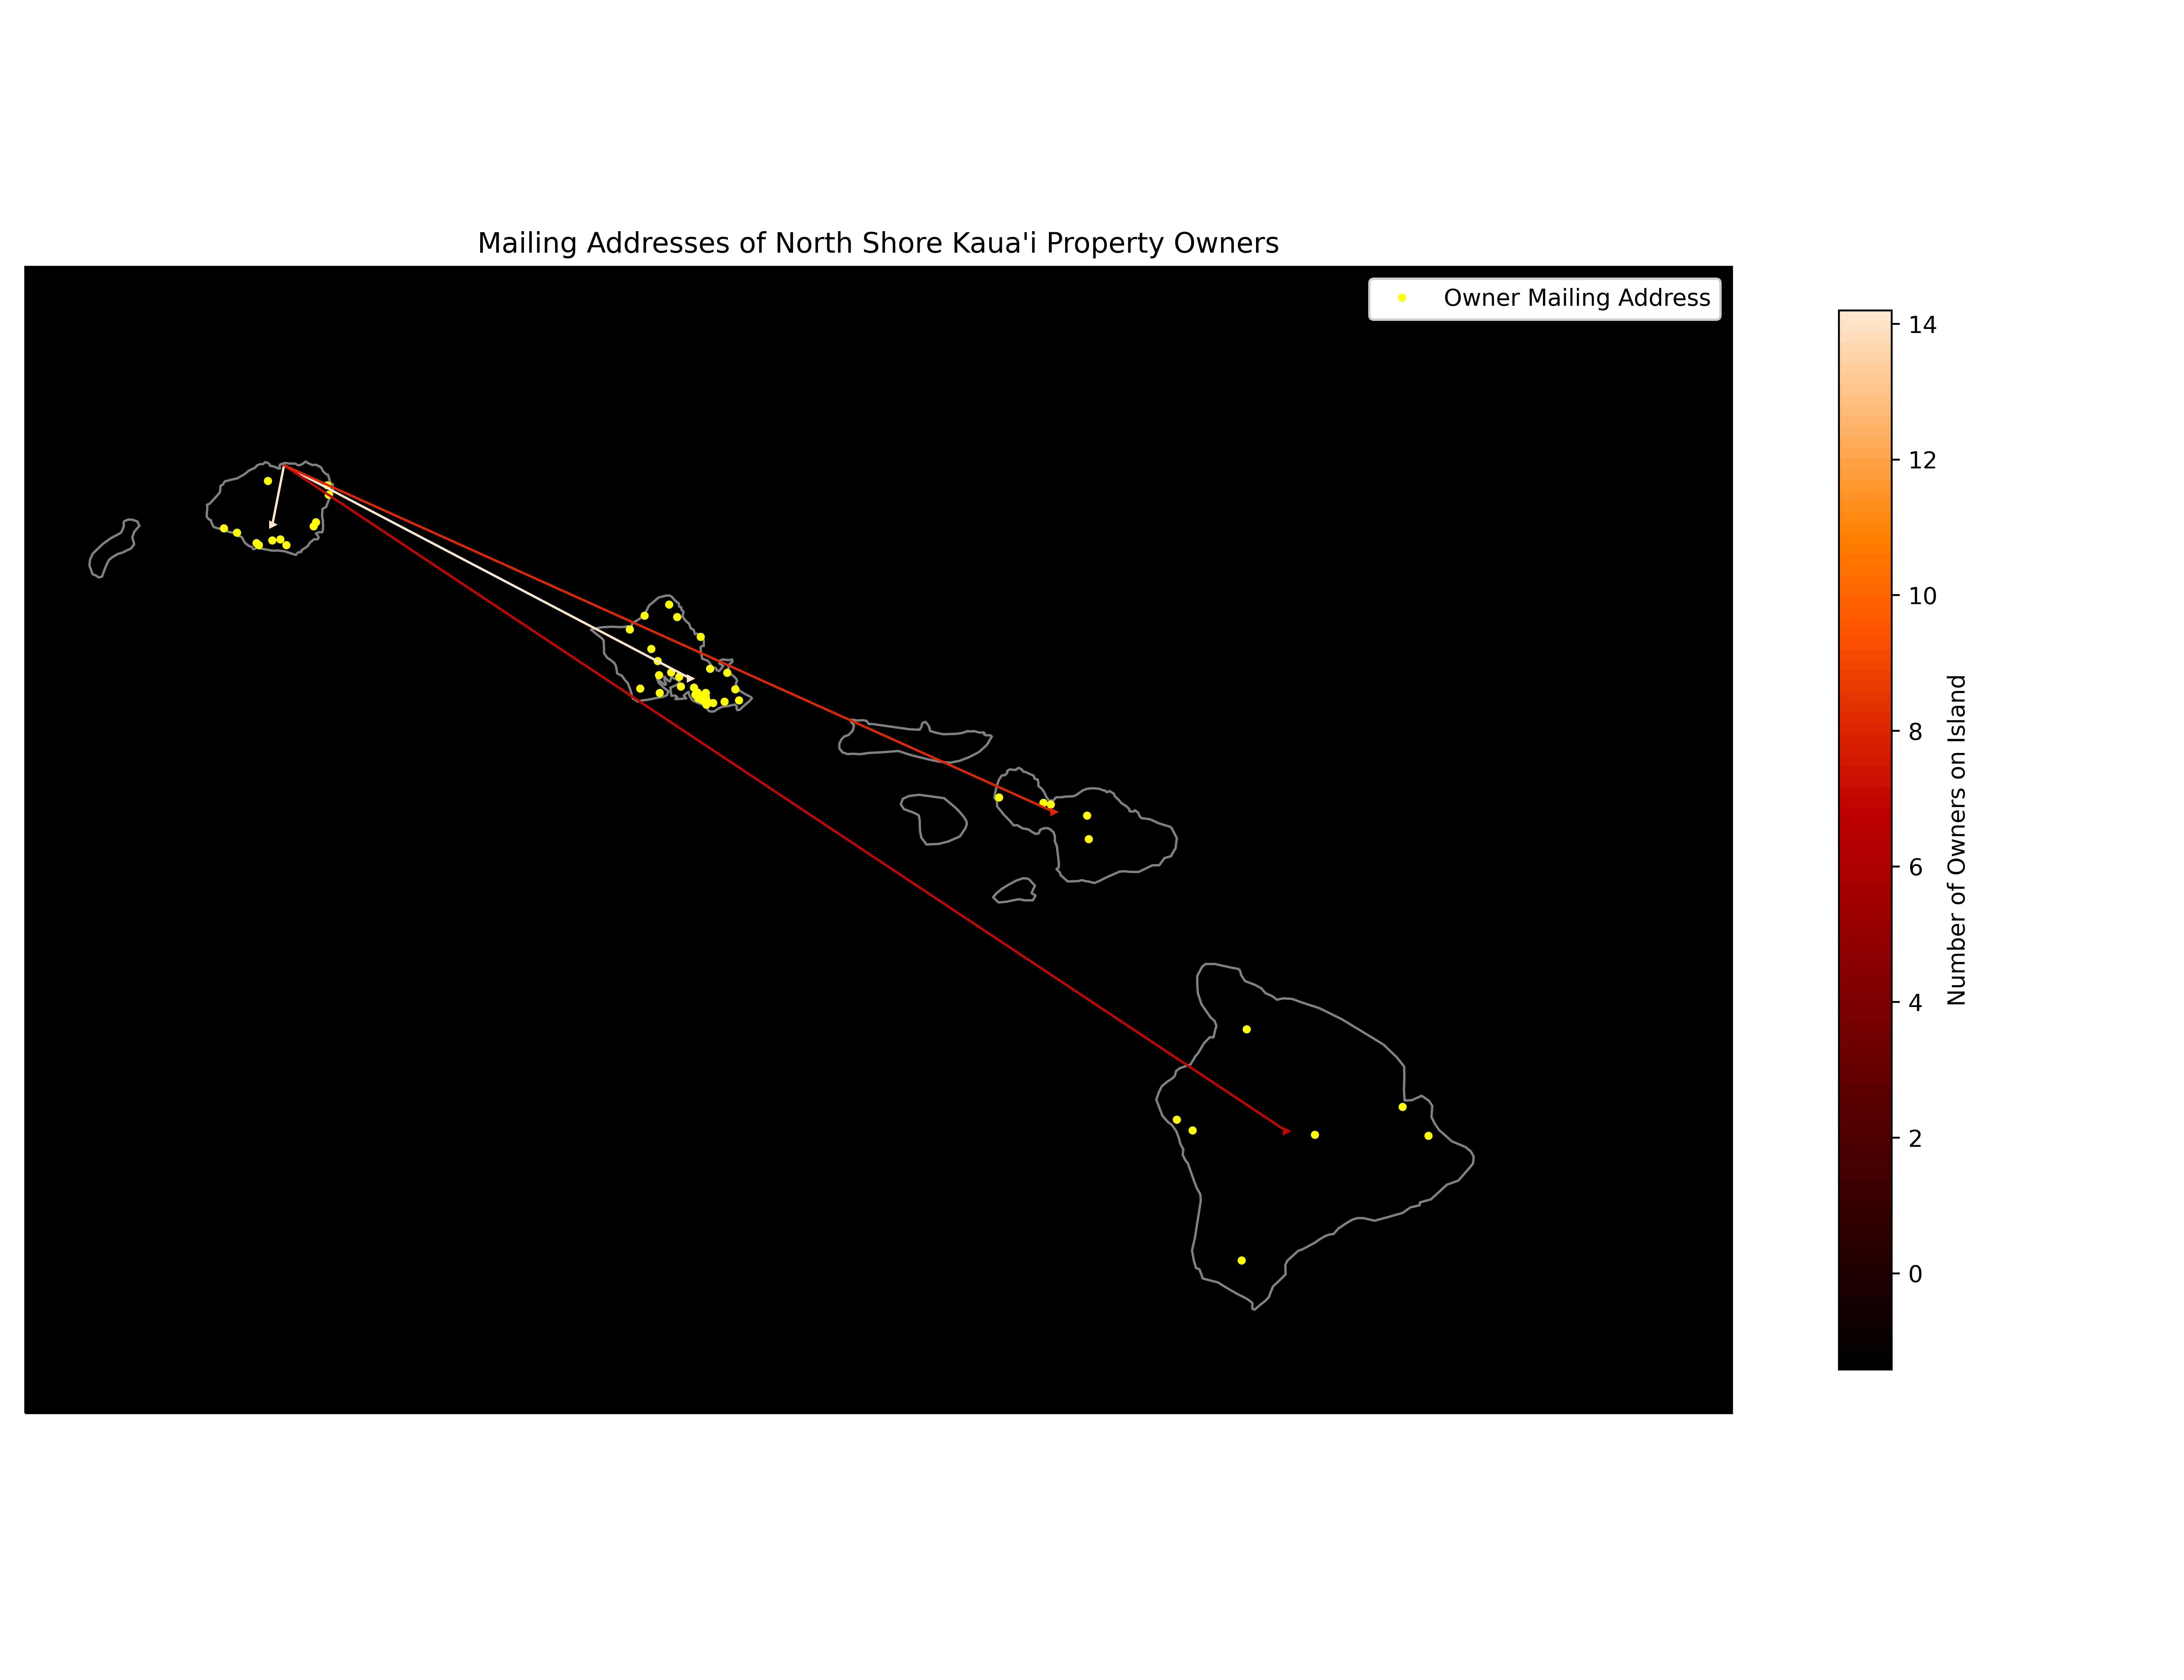 Mailing Addresses of North Shore Kaua'i Property Owners
Owner Mailing Address
14
12
10
8
6
4
2
0
Number of Owners on Island